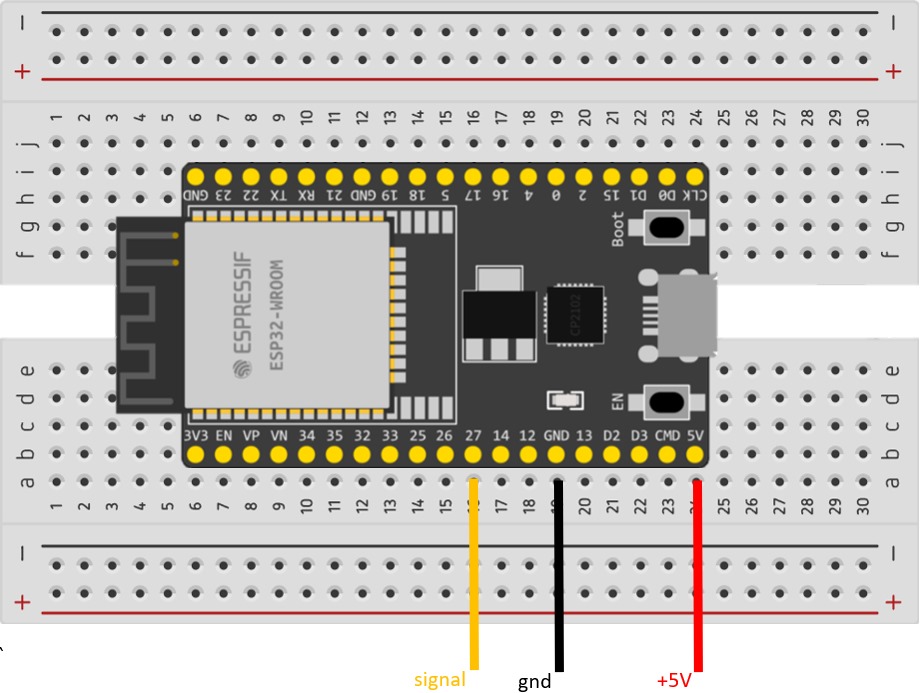 1 2 3 4 5 6 7 8 9 10 11 12 13 14 15 16 17 18 19 20 21 22 23 24 25 26 27 28 29 30
j j
i i
h h
g g
f f
GND 23 22 TX RX 21 GND 19 18 5 17 16 4 0 2 15 D1 D0 CLK
Boot
ESPRESSIF
ESP32-WROOM
CP2102
EN
e e
d d
c c
b b
a a
3V3 EN VP VN 34 35 32 33 25 26 27 14 12 GND 13 D2 D3 CMD 5V
1 2 3 4 5 6 7 8 9 10 11 12 13 14 15 17 18 20 21 22 23 25 26 27 28 29 30
signal gnd +5V